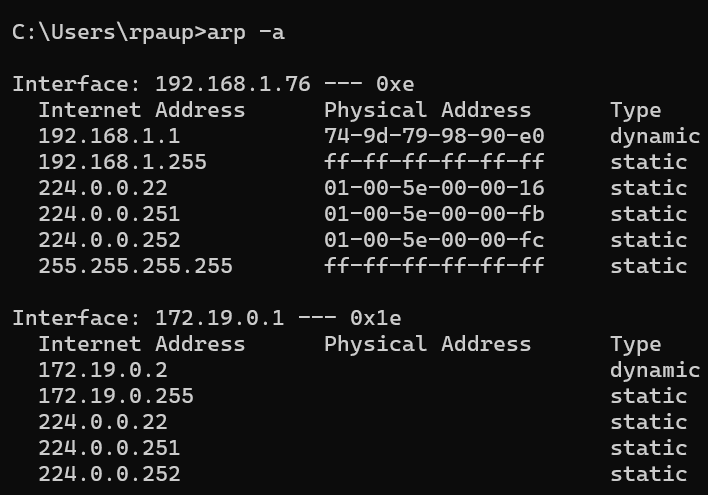 C:\Users\rpaup>arp -a
Interface: 192.168.1.76 --- 0xe
Internet Address Physical Address Type
192.168.1.1 74-9d-79-98-90-e0 dynamic
192.168.1.255 ff-ff-ff-ff-ff-ff static
224.0.0.22 01-00-5e-00-00-16 static
224.0.0.251 01-00-5e-00-00-fb static
224.0.0.252 01-00-5e-00-00-fc static
255.255.255.255 ff-ff-ff-ff-ff-ff static
Interface: 172.19.0.1 --- 0x1e
Internet Address Physical Address Type
172.19.0.2 dynamic
172.19.0.255 static
224.0.0.22 static
224.0.0.251 static
224.0.0.252 static